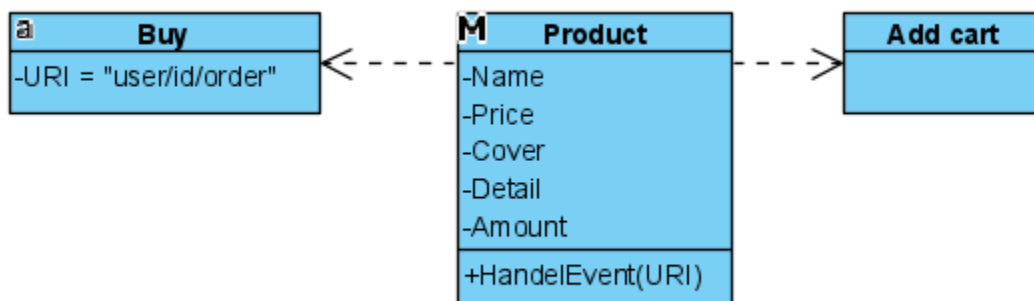 a
Buy
-URI = "user/id/order"
M
Product
-Name
-Price
-Cover
-Detail
-Amount
+HandelEvent(URI)
Add cart